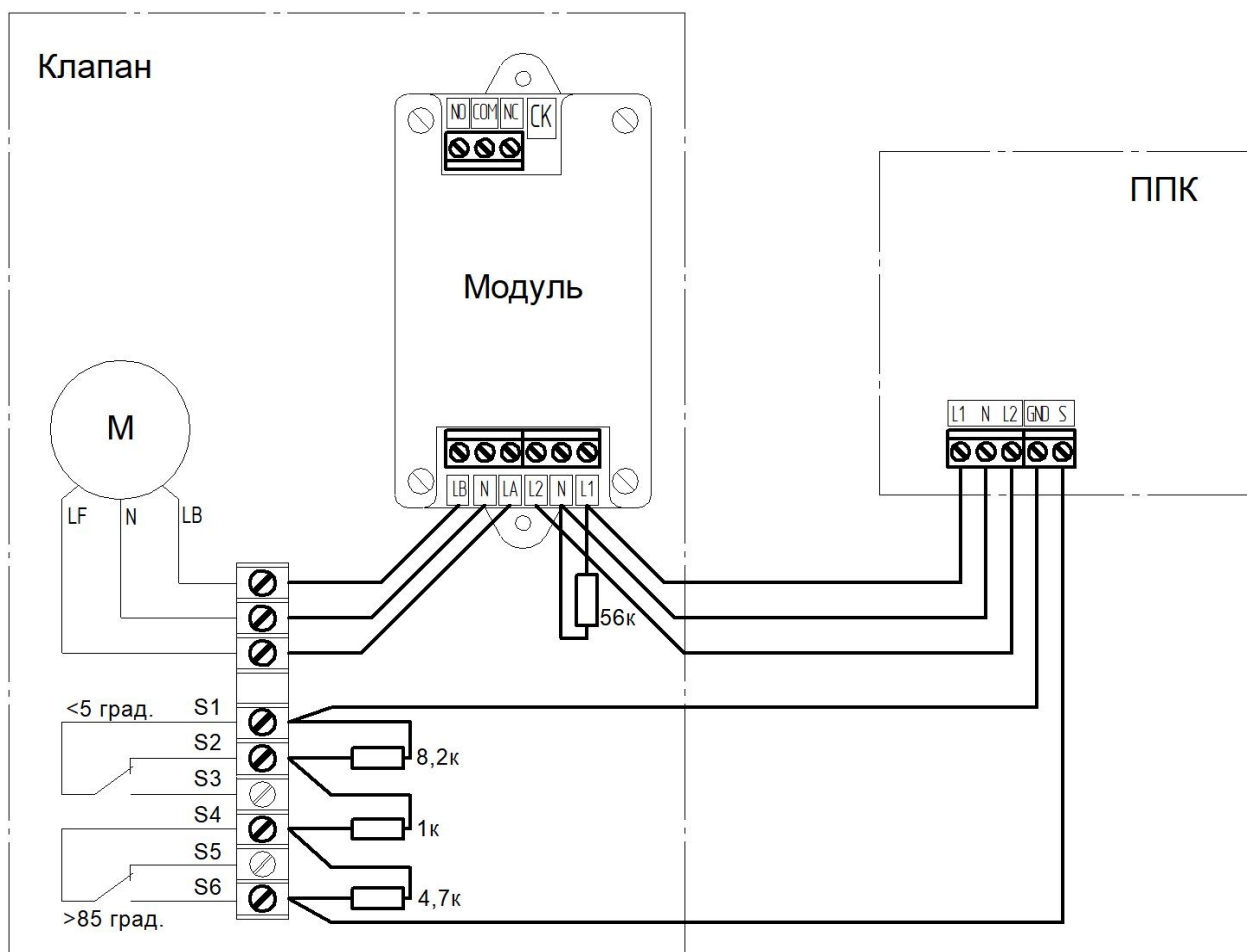 Клапан
NO COM NC CK
ППК
Модуль
L1 N L2 GND S
М
LB N LA L2 N L1
LF N LB
56к
<5 град. S1
S2
8,2к
S3
S4
1к
S5
S6
4,7к
>85 град.